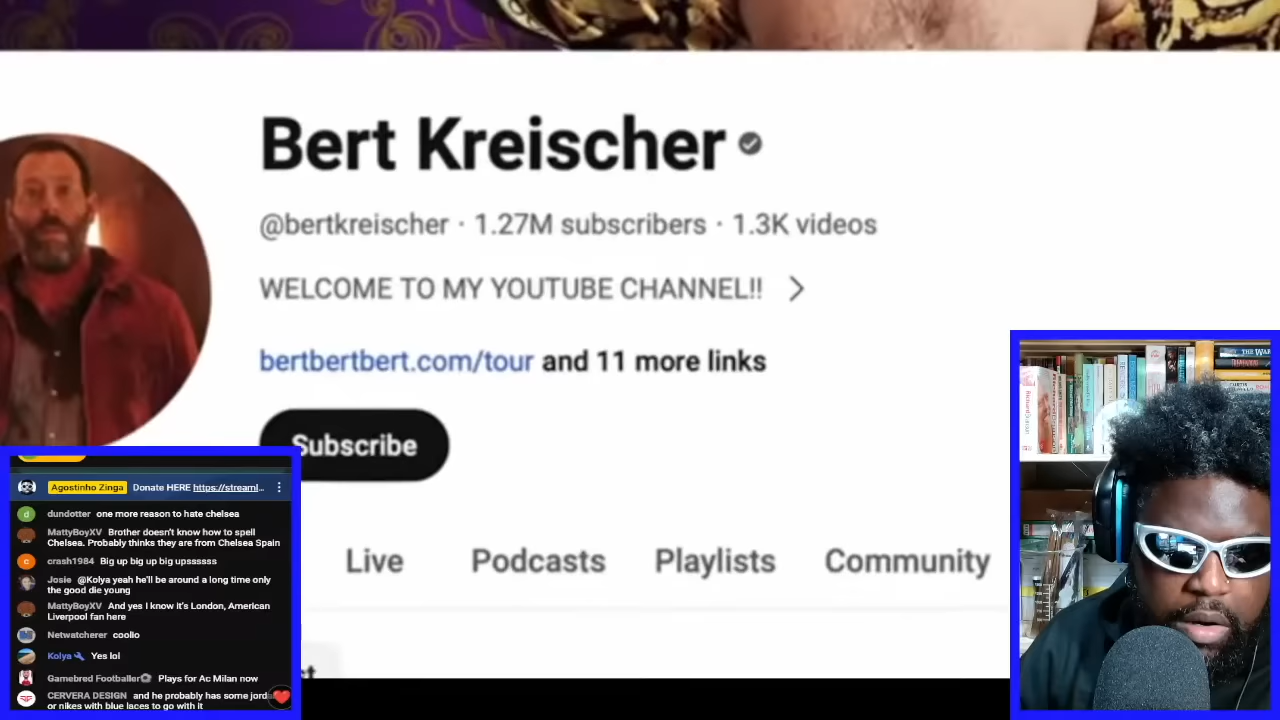 Bert Kreischer
@bertkreischer · 1.27M subscribers · 1.3K videos
WELCOME TO MY YOUTUBE CHANNEL!!
bertbertbert.com/tour and 11 more links
Subscribe
Live Podcasts Playlists Community
Agostinho Zinga Donate HERE https://streaml...
d dundotter one more reason to hate chelsea
MattyBoyXV Brother doesn't know how to spell
Chelsea. Probably thinks they are from Chelsea Spain
c crash1984 Big up big up big upsssssss
Josie @Kolya yeah he'll be around a long time only
the good die young
MattyBoyXV And yes I know it's London, American
Liverpool fan here
Netwatcherer coolio
Kolya Yes lol
Gamebred Footballer Plays for Ac Milan now
CERVERA DESIGN and he probably has some jorda
or nikes with blue laces to go with it
THE WAR